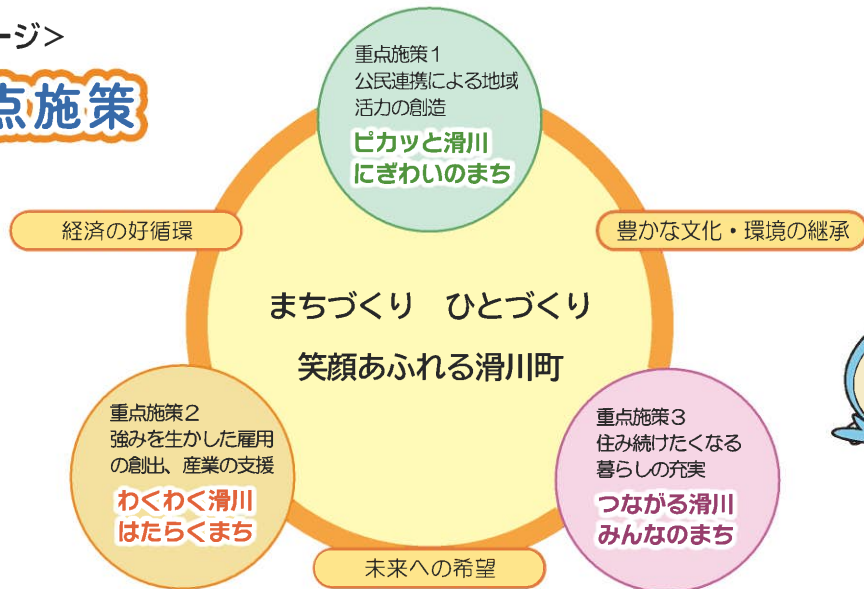 ージ＞
点施策
重点施策１
公民連携による地域
活力の創造
ピカッと滑川
にぎわいのまち
経済の好循環
豊かな文化・環境の継承
まちづくり　ひとづくり
笑顔あふれる滑川町
重点施策２
強みを生かした雇用
の創出、産業の支援
わくわく滑川
はたらくまち
重点施策３
住み続けたくなる
暮らしの充実
つながる滑川
みんなのまち
未来への希望